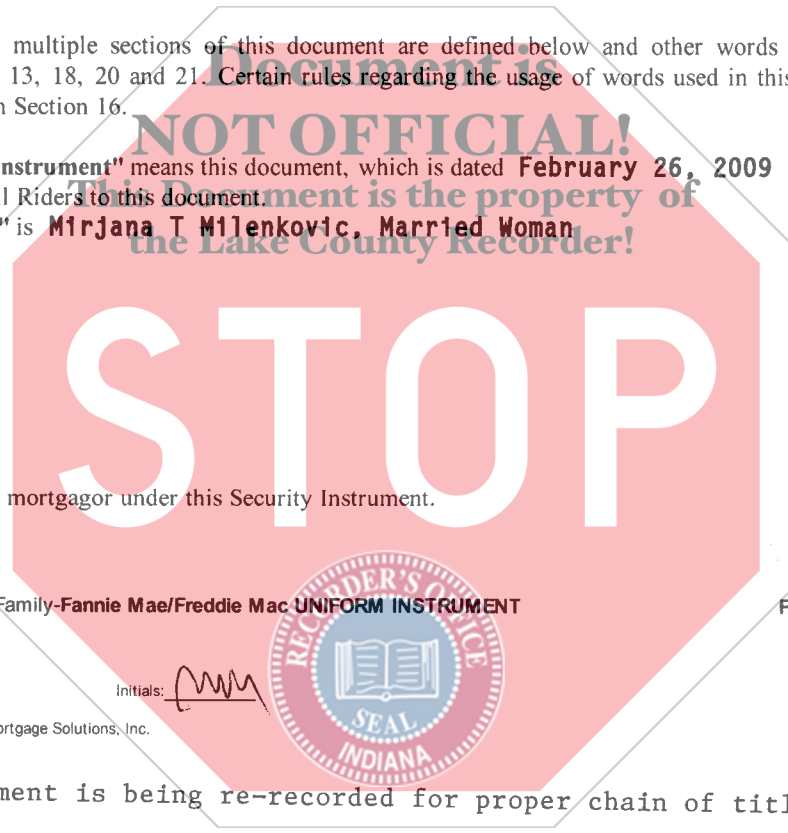 multiple sections of this document are defined below and other words
Document is
13, 18, 20 and 21. Certain rules regarding the usage of words used in this
Section 16.
NOT OFFICIAL!
nstrument" means this document, which is dated February 26, 2009
This Document is the property of
l Riders to this document.
" is Mirjana T Milenkovic, Married Woman
the Lake County Recorder!
STOP
mortgagor under this Security Instrument.
Family-Fannie Mae/Freddie Mac UNIFORM INSTRUMENT
RECORDER'S OFFICE
Initials:
SEAL
ortgage Solutions, Inc.
INDIANA
ment is being re-recorded for proper chain of titl